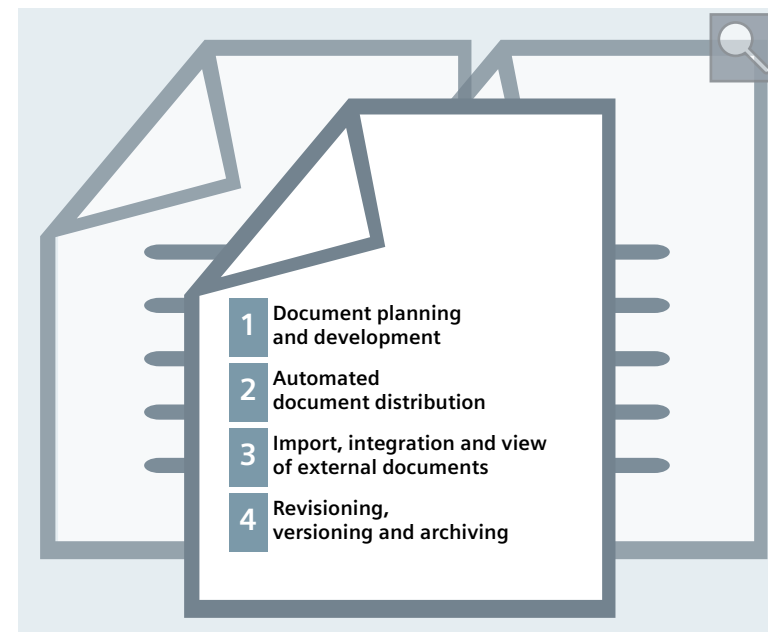 1 Document planning
and development
2 Automated
document distribution
3 Import, integration and view
of external documents
4 Revisioning,
versioning and archiving